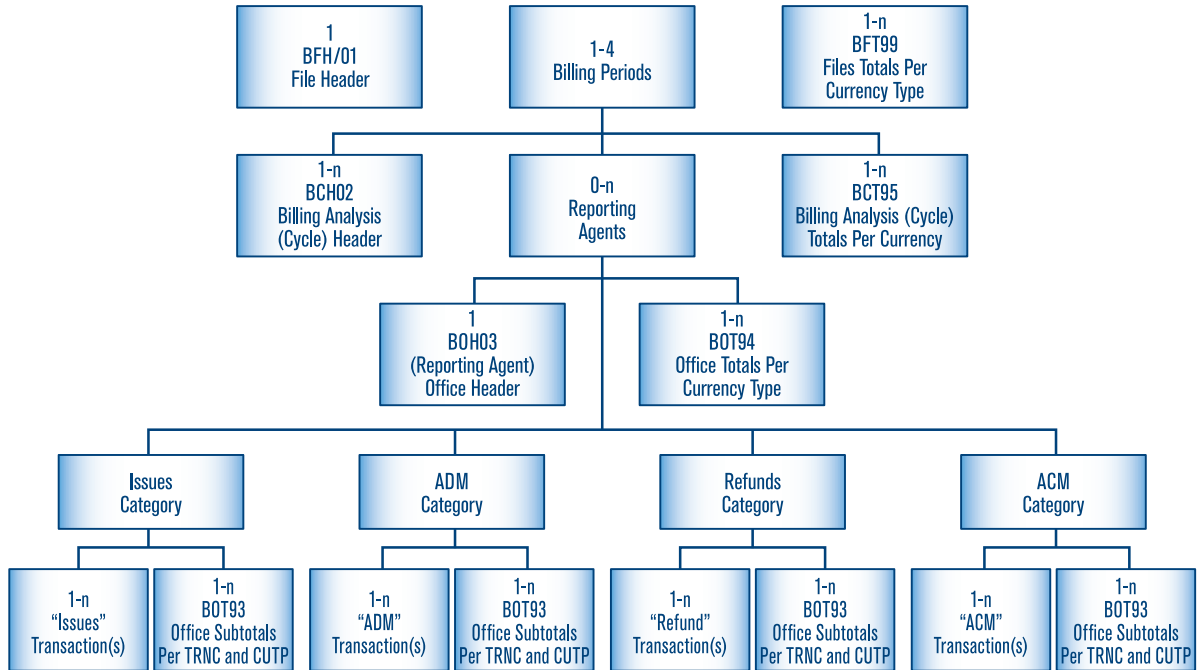 1
BFH/01
File Header
1-4
Billing Periods
1-n
BFT99
Files Totals Per
Currency Type
1-n
BCH02
Billing Analysis
(Cycle) Header
0-n
Reporting
Agents
1-n
BCT95
Billing Analysis (Cycle)
Totals Per Currency
1
BOH03
(Reporting Agent)
Office Header
1-n
BOT94
Office Totals Per
Currency Type
Issues
Category
ADM
Category
Refunds
Category
ACM
Category
1-n
“Issues”
Transaction(s)
1-n
BOT93
Office Subtotals
Per TRNC and CUTP
1-n
“ADM”
Transaction(s)
1-n
BOT93
Office Subtotals
Per TRNC and CUTP
1-n
“Refund”
Transaction(s)
1-n
BOT93
Office Subtotals
Per TRNC and CUTP
1-n
“ACM”
Transaction(s)
1-n
BOT93
Office Subtotals
Per TRNC and CUTP